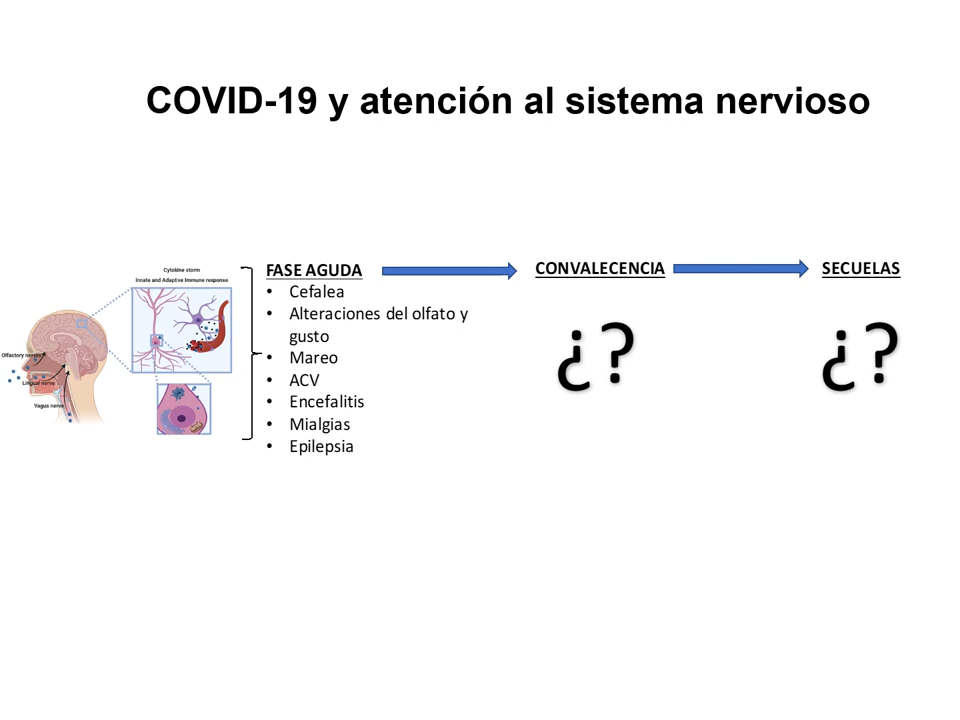 COVID-19 y atención al sistema nervioso
Cytokine storm
Innate and Adaptive Immune response
Olfactory nerves
Lingual nerve
Vagus nerve
FASE AGUDA
• Cefalea
• Alteraciones del olfato y
gusto
• Mareo
• ACV
• Encefalitis
• Mialgias
• Epilepsia
CONVALECENCIA
¿?
SECUELAS
¿?